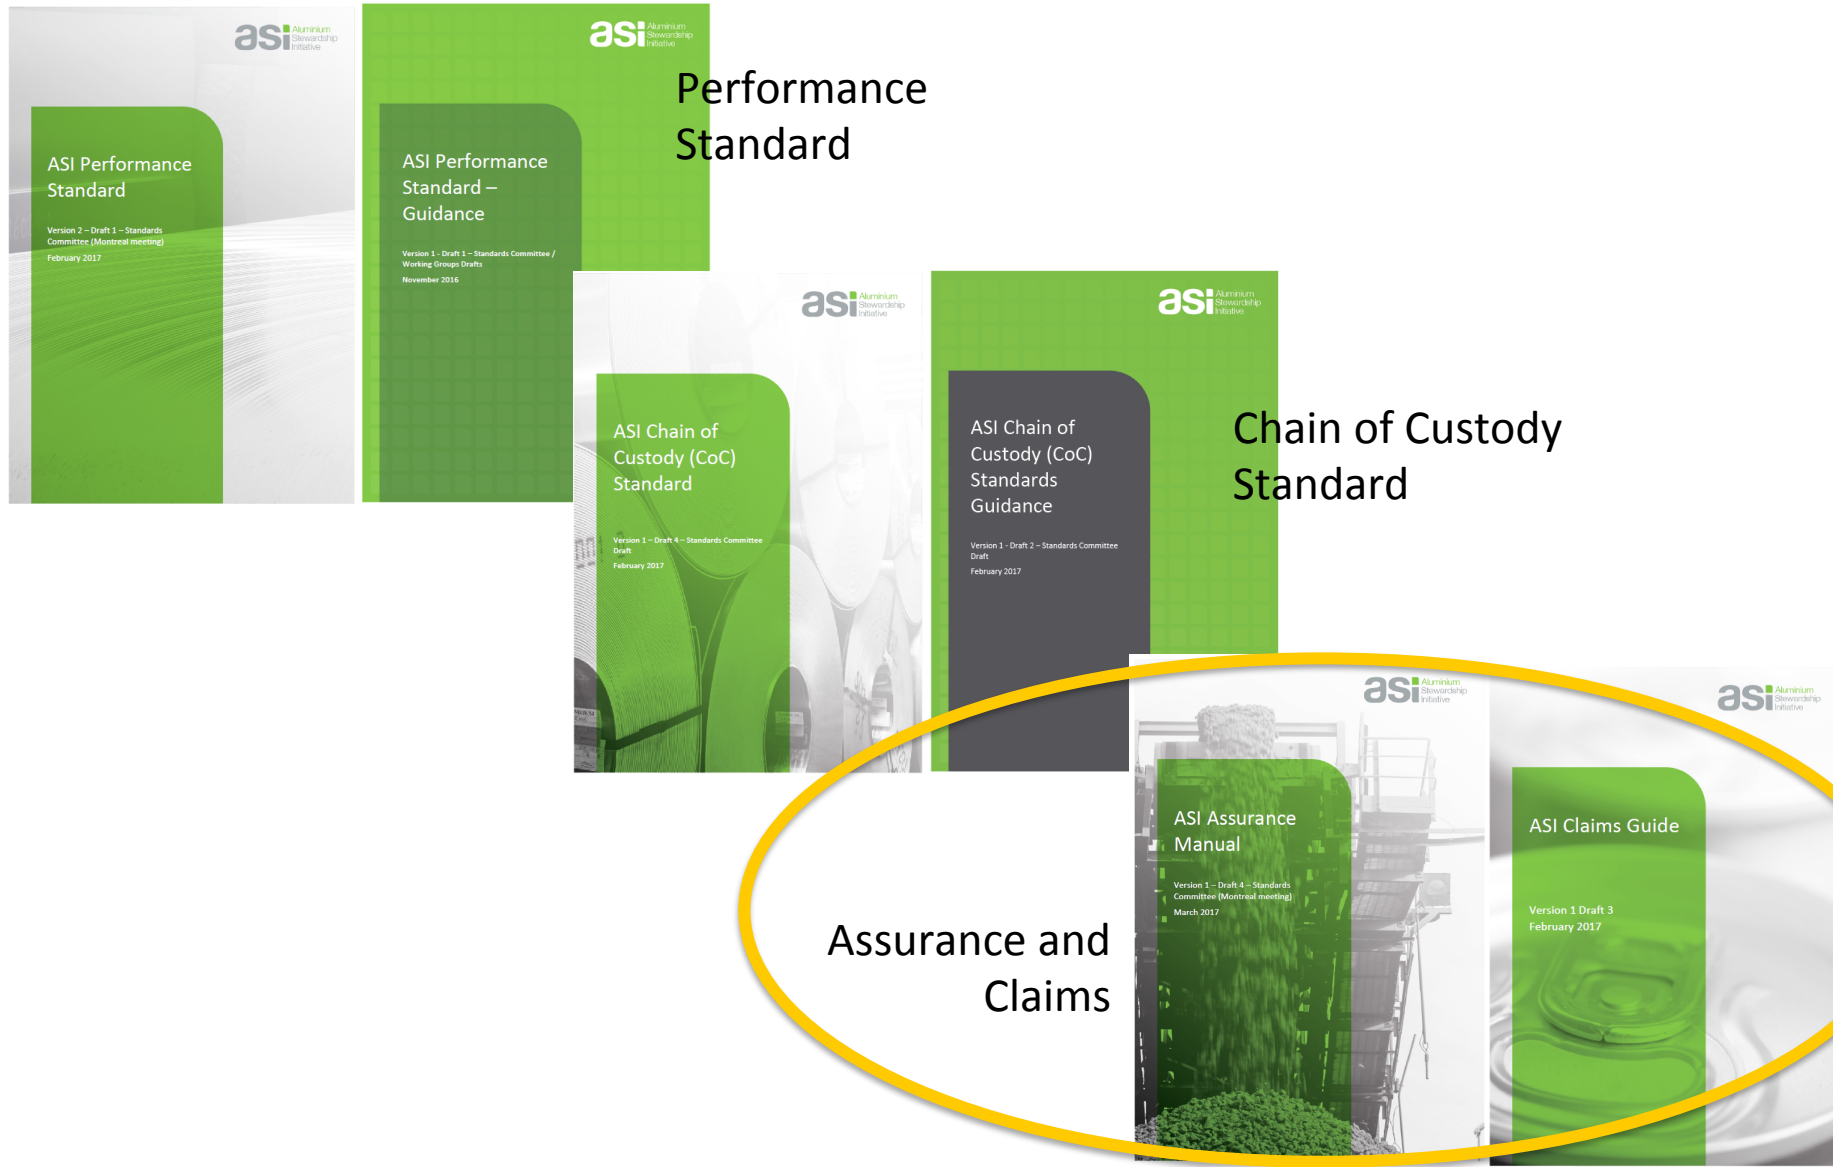 asi Aluminium
Stewardship
Initiative
ASI Performance
Standard
Version 2 – Draft 1 – Standards
Committee (Montreal meeting)
February 2017
asi Aluminium
Stewardship
Initiative
ASI Performance
Standard –
Guidance
Version 1 - Draft 1 – Standards Committee /
Working Groups Drafts
November 2016
Performance
Standard
asi Aluminium
Stewardship
Initiative
ASI Chain of
Custody (CoC)
Standard
Version 1 – Draft 4 – Standards Committee
Draft
February 2017
asi Aluminium
Stewardship
Initiative
ASI Chain of
Custody (CoC)
Standards
Guidance
Version 1 - Draft 2 – Standards Committee
Draft
February 2017
Chain of Custody
Standard
Assurance and
Claims
asi Aluminium
Stewardship
Initiative
ASI Assurance
Manual
Version 1 – Draft 4 – Standards
Committee (Montreal meeting)
March 2017
asi Aluminium
Stewardship
Initiative
ASI Claims Guide
Version 1 Draft 3
February 2017